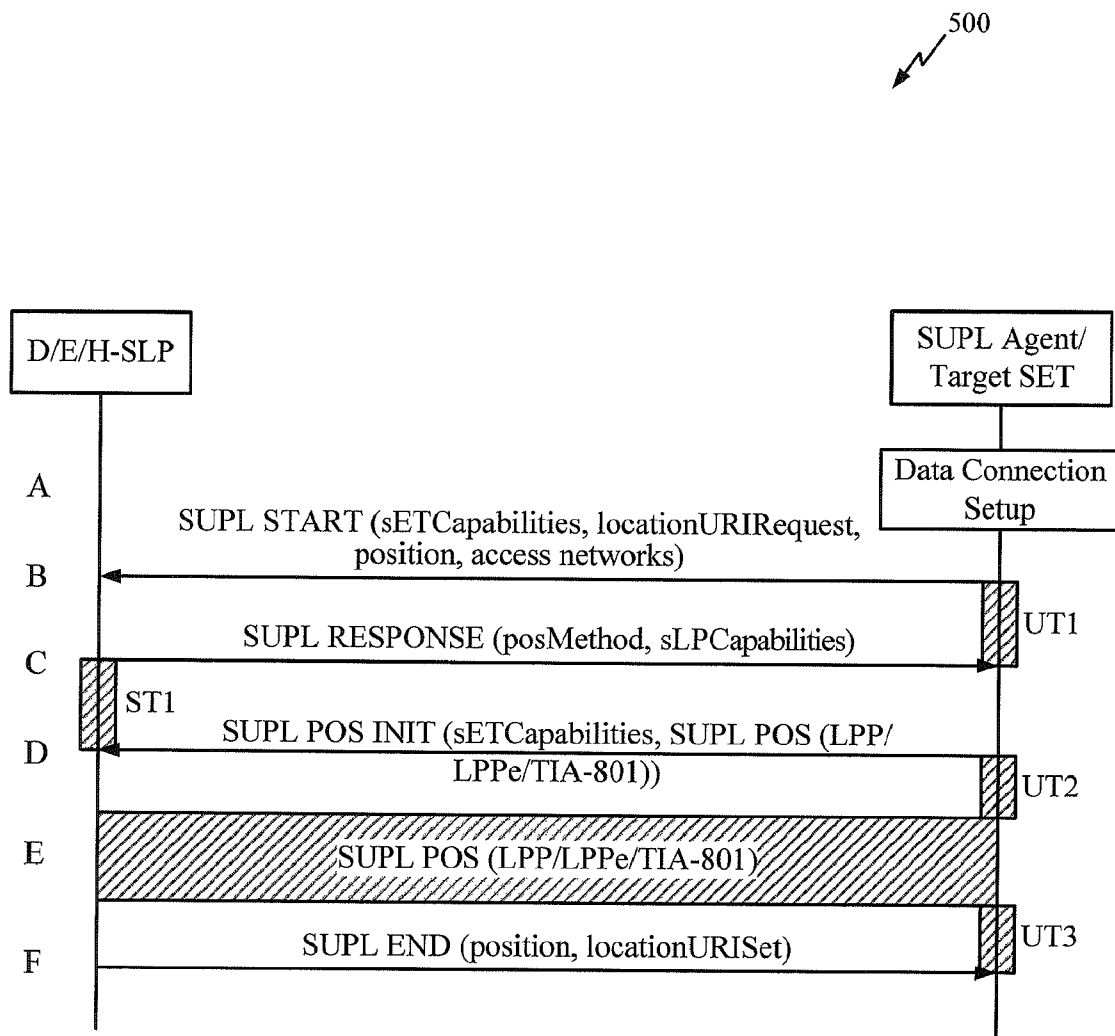 500
D/E/H-SLP
SUPL Agent/
Target SET
A
Data Connection
Setup
SUPL START (sETCapabilities, locationURIRequest,
position, access networks)
B
UT1
SUPL RESPONSE (posMethod, sLPCapabilities)
C
ST1
SUPL POS INIT (sETCapabilities, SUPL POS (LPP/
LPPe/TIA-801))
D
UT2
E
SUPL POS (LPP/LPPe/TIA-801)
UT3
SUPL END (position, locationURISet)
F